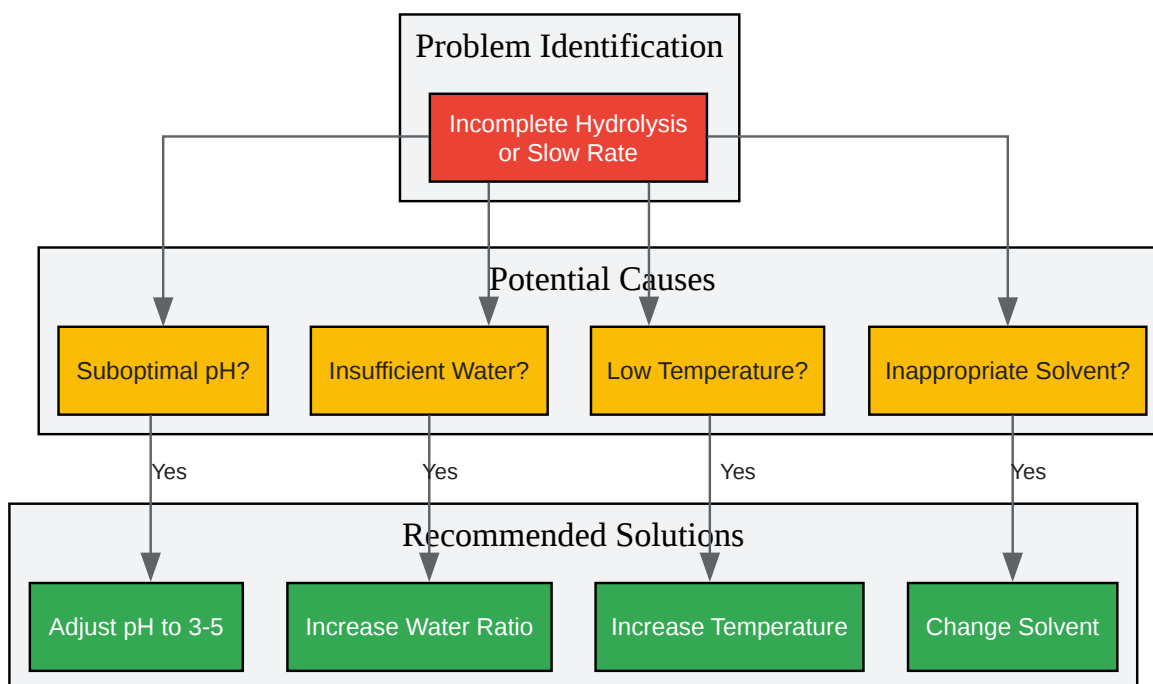 Problem Identification
Incomplete Hydrolysis
or Slow Rate
Potential Causes
Suboptimal pH?
Insufficient Water?
Low Temperature?
Inappropriate Solvent?
Yes
Yes
Yes
Yes
Recommended Solutions
Adjust pH to 3-5
Increase Water Ratio
Increase Temperature
Change Solvent